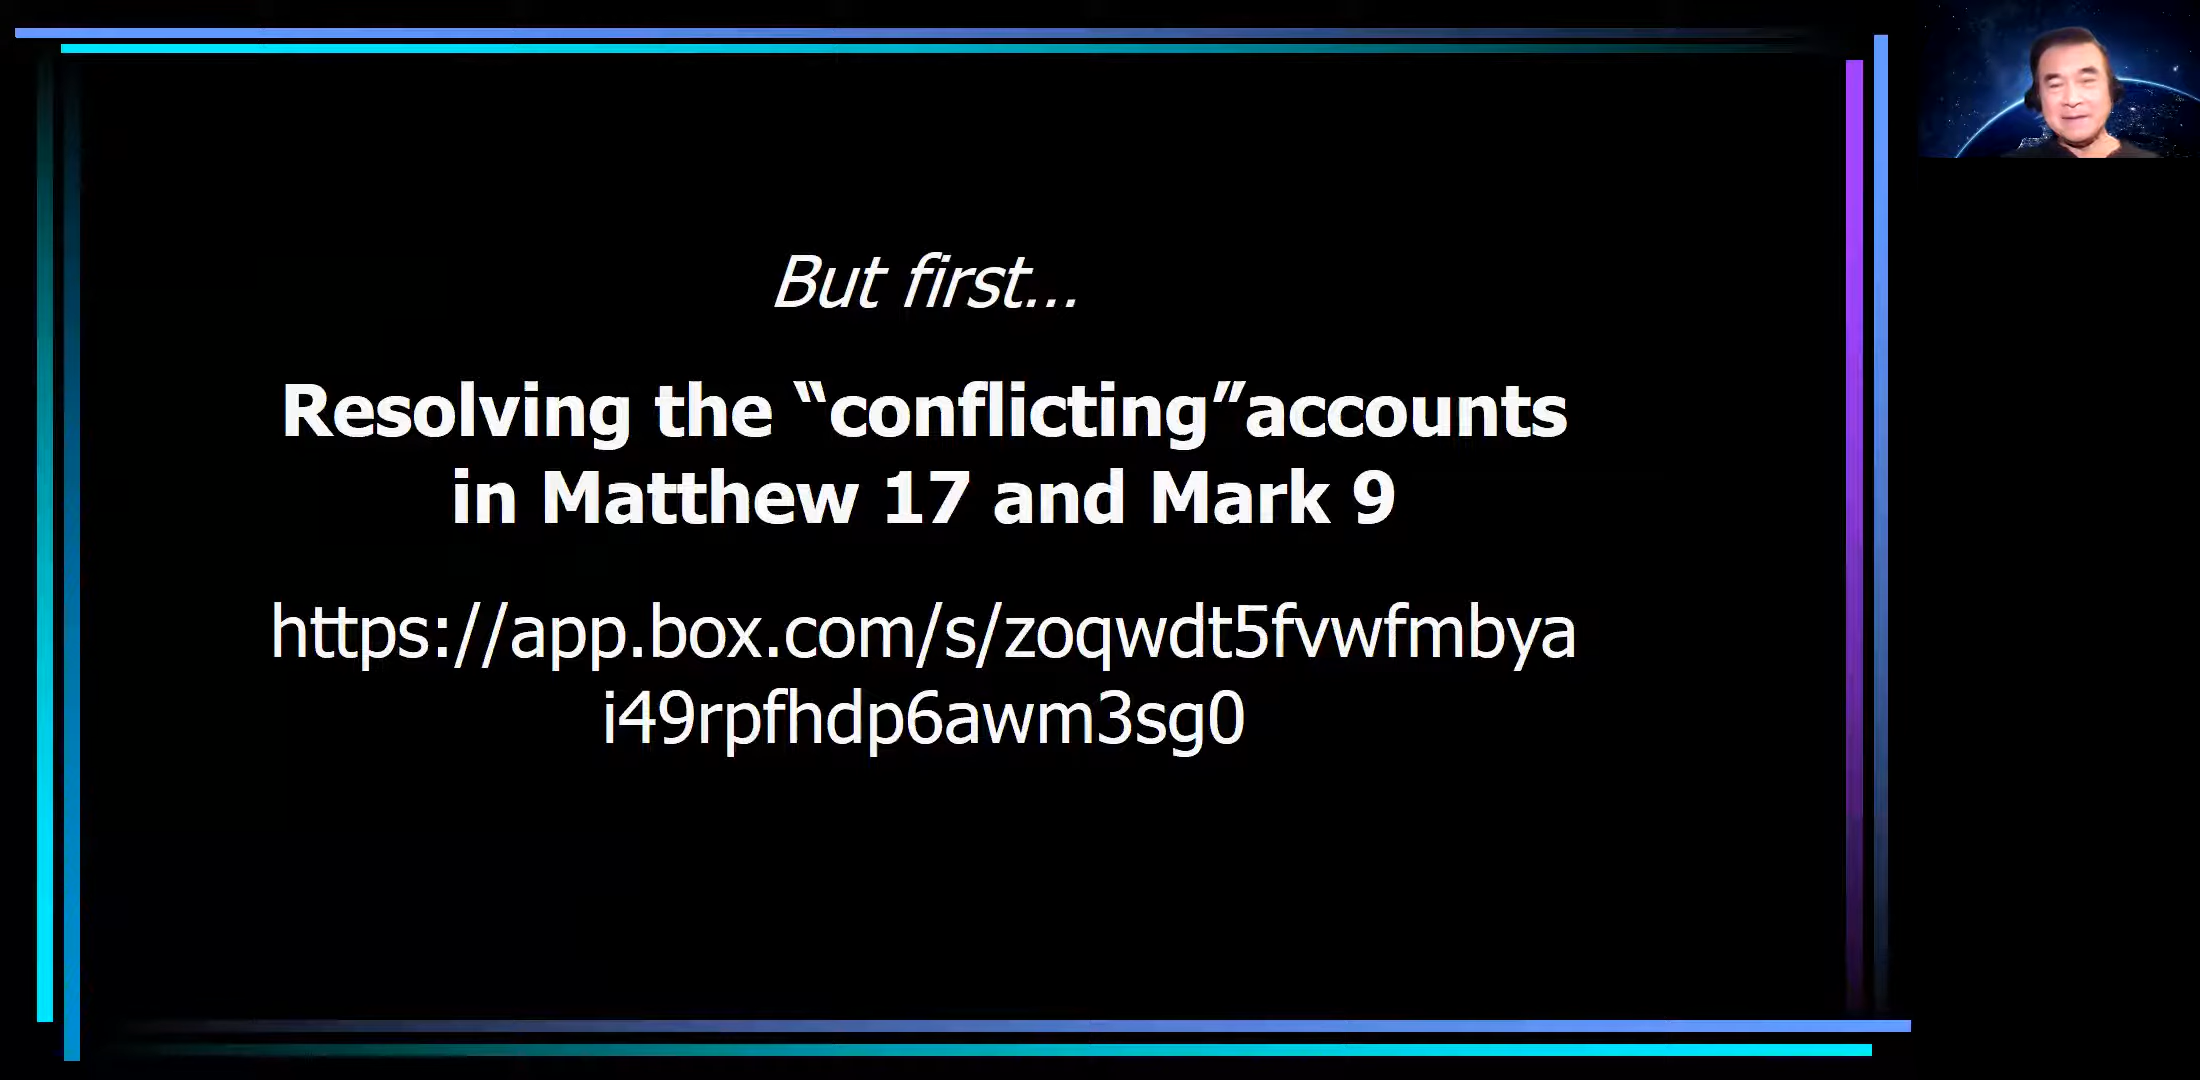 But first...
Resolving the “conflicting”accounts
in Matthew 17 and Mark 9
https://app.box.com/s/zoqwdt5fvwfmbya
i49rpfhdp6awm3sg0